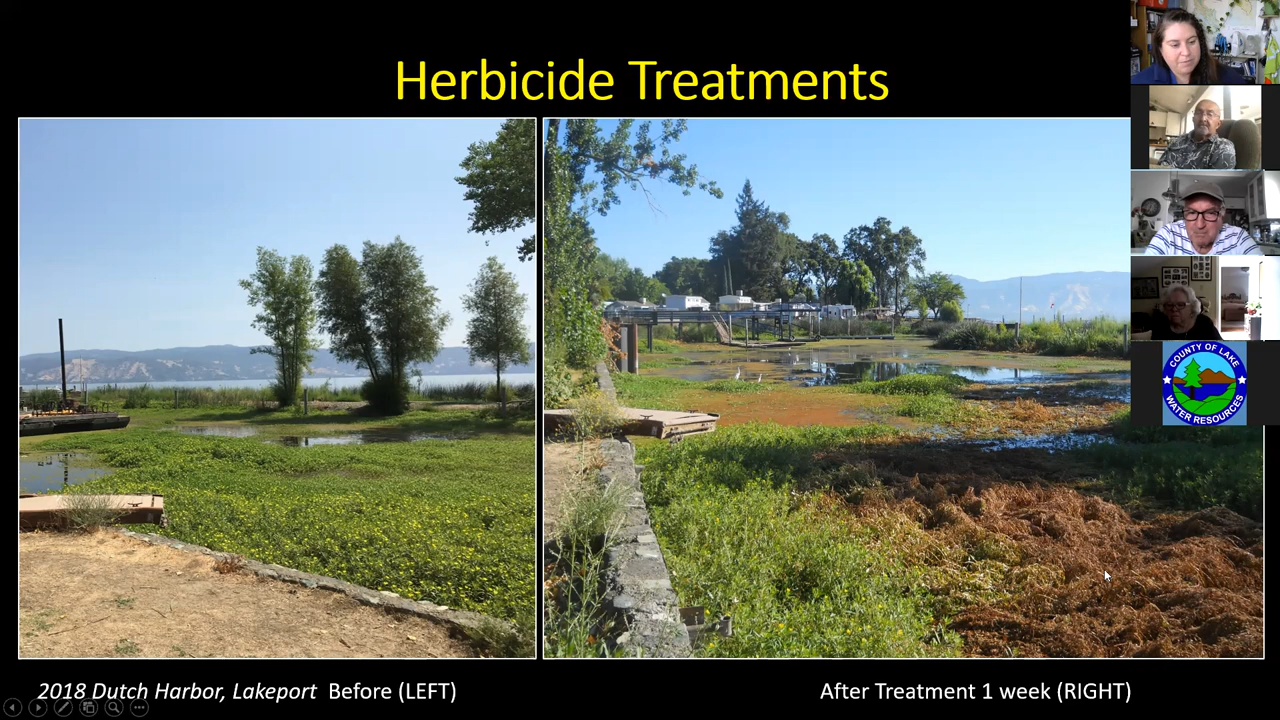 Herbicide Treatments
COUNTY OF LAKE
WATER RESOURCES
2018 Dutch Harbor, Lakeport Before (LEFT)
After Treatment 1 week (RIGHT)